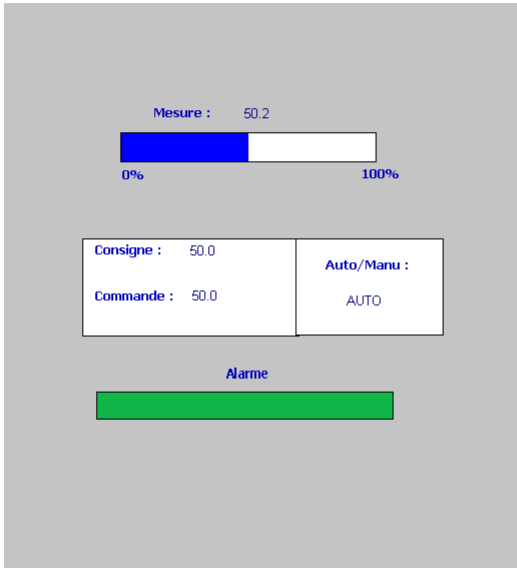 Mesure : 50.2
0% 100%
Consigne : 50.0
Auto/Manu :
Commande : 50.0
AUTO
Alarme